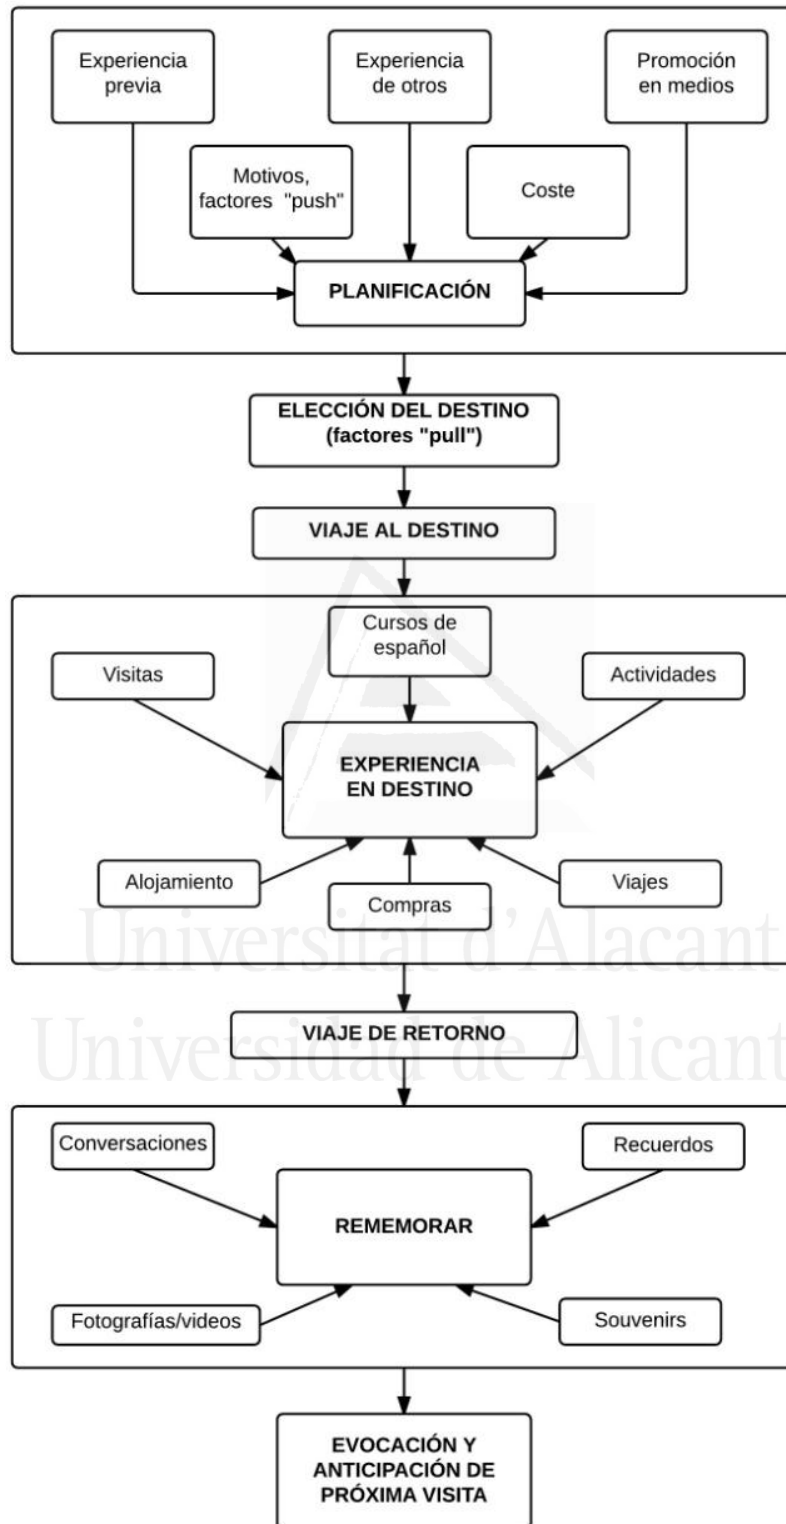 Experiencia
previa
Experiencia
de otros
Promoción
en medios
Motivos,
factores "push"
Coste
PLANIFICACIÓN
ELECCIÓN DEL DESTINO
(factores "pull")
VIAJE AL DESTINO
Cursos de
español
Visitas
Actividades
EXPERIENCIA
EN DESTINO
Alojamiento
Compras
Viajes
Universitat d'Alacant
VIAJE DE RETORNO
Universidad de Alicant
Conversaciones
Recuerdos
REMEMORAR
Fotografías/videos
Souvenirs
EVOCACIÓN Y
ANTICIPACIÓN DE
PRÓXIMA VISITA